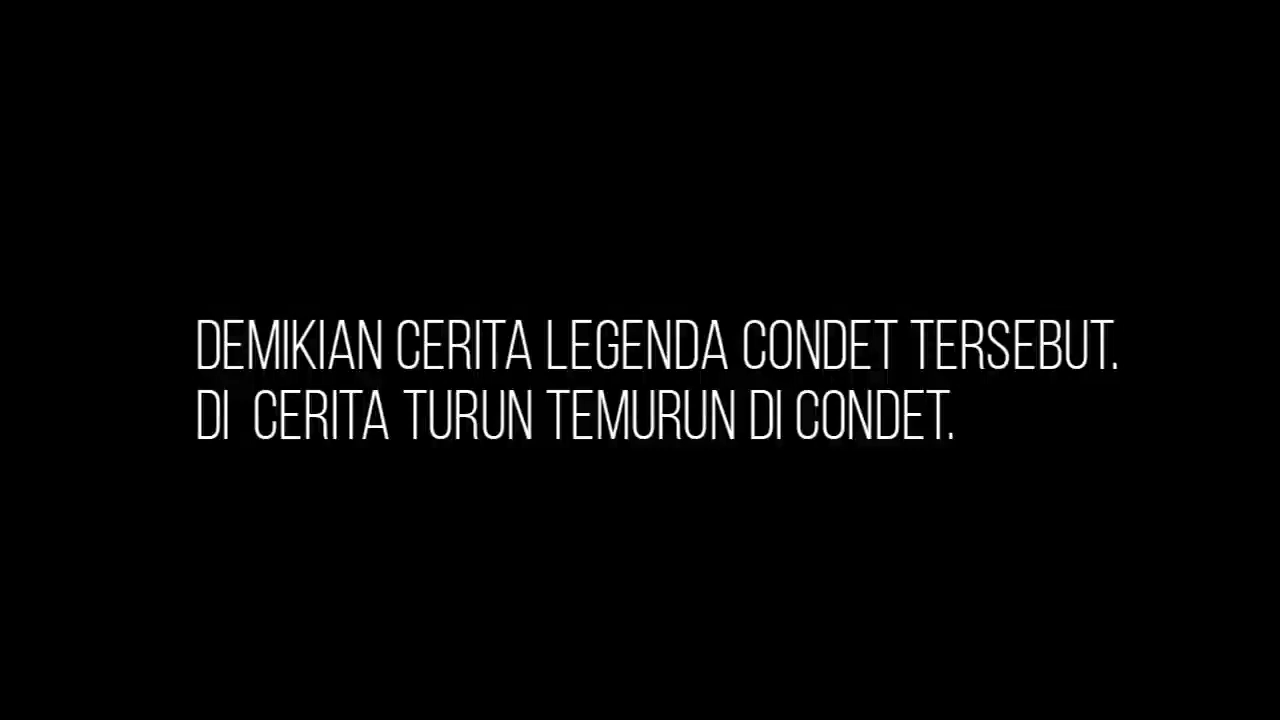 DEMIKIAN CERITA LEGENDA CONDET TERSEBUT.
DI  CERITA TURUN TEMURUN DI CONDET.